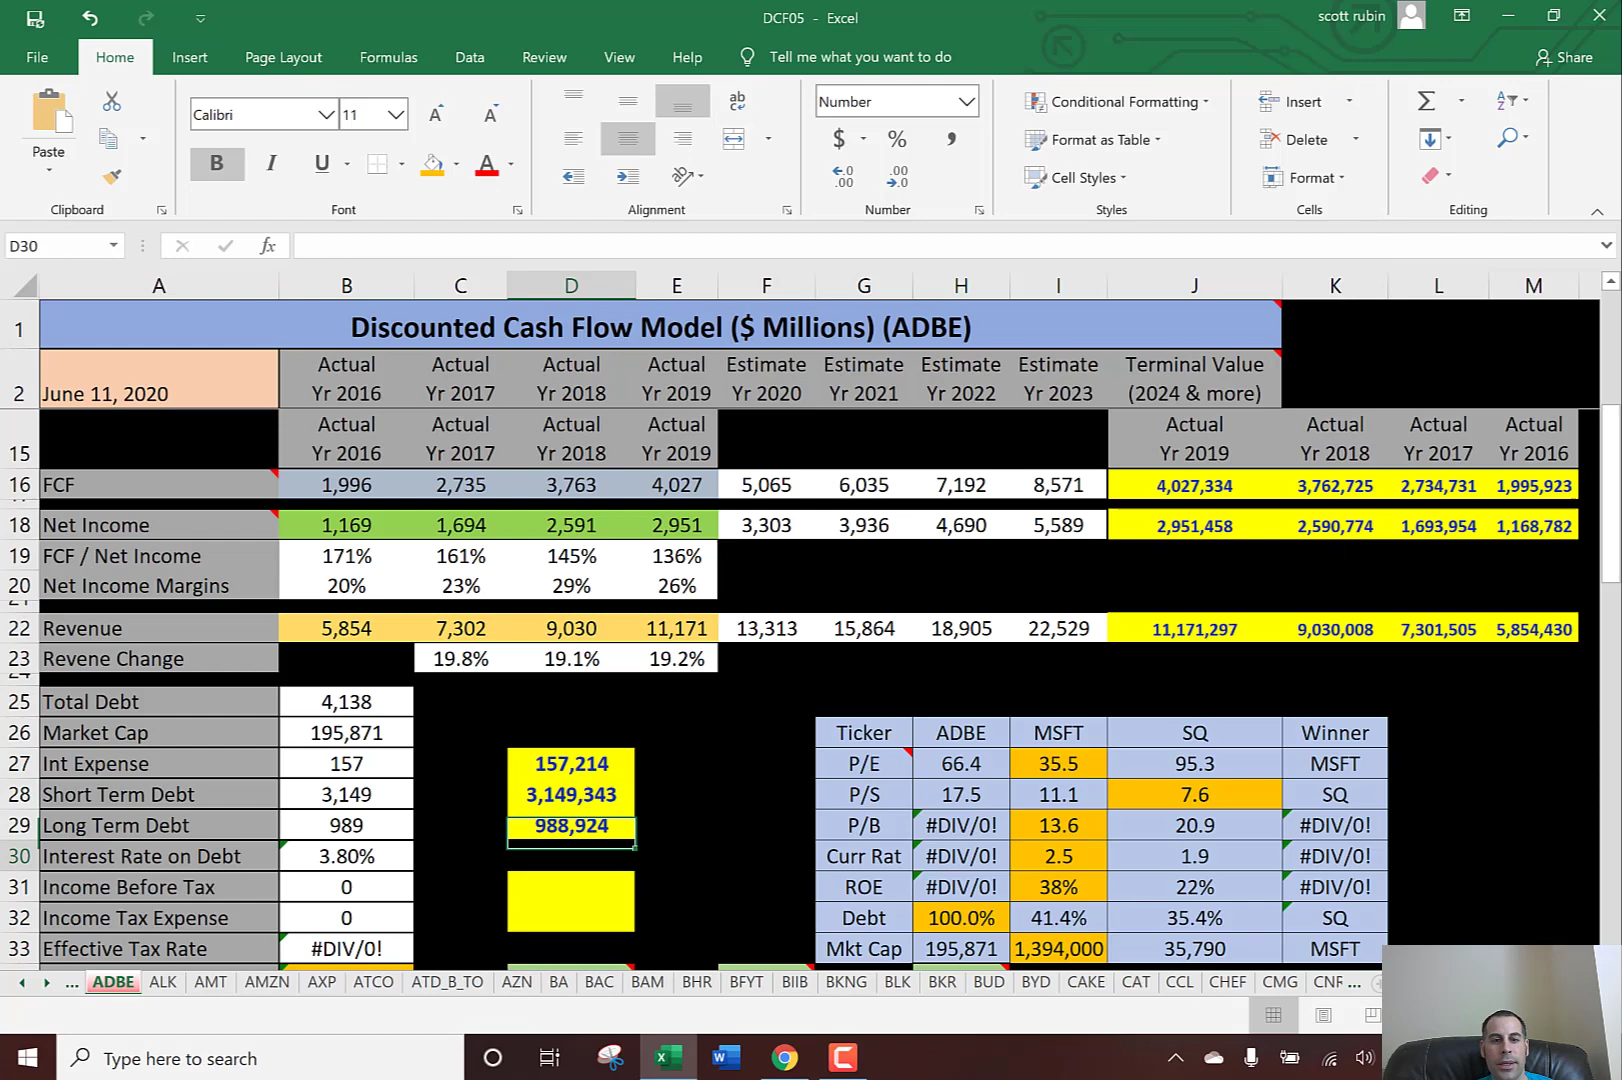 DCF05 - Excel
scott rubin
File Home Insert Page Layout Formulas Data Review View Help Tell me what you want to do Share
Paste
Calibri 11
B I U
ab
Number
$ % ,
Conditional Formatting
Format as Table
Cell Styles
Insert
Delete
Format
Clipboard Font Alignment Number Styles Cells Editing
D30 fx
A B C D E F G H I J K L M
1 Discounted Cash Flow Model ($ Millions) (ADBE)
Actual Actual Actual Actual Estimate Estimate Estimate Estimate Terminal Value
2 June 11, 2020 Yr 2016 Yr 2017 Yr 2018 Yr 2019 Yr 2020 Yr 2021 Yr 2022 Yr 2023 (2024 & more)
Actual Actual Actual Actual Actual Actual Actual Actual
15 Yr 2016 Yr 2017 Yr 2018 Yr 2019 Yr 2019 Yr 2018 Yr 2017 Yr 2016
16 FCF 1,996 2,735 3,763 4,027 5,065 6,035 7,192 8,571 4,027,334 3,762,725 2,734,731 1,995,923
18 Net Income 1,169 1,694 2,591 2,951 3,303 3,936 4,690 5,589 2,951,458 2,590,774 1,693,954 1,168,782
19 FCF / Net Income 171% 161% 145% 136%
20 Net Income Margins 20% 23% 29% 26%
22 Revenue 5,854 7,302 9,030 11,171 13,313 15,864 18,905 22,529 11,171,297 9,030,008 7,301,505 5,854,430
23 Revene Change 19.8% 19.1% 19.2%
25 Total Debt 4,138
26 Market Cap 195,871 Ticker ADBE MSFT SQ Winner
27 Int Expense 157 157,214 P/E 66.4 35.5 95.3 MSFT
28 Short Term Debt 3,149 3,149,343 P/S 17.5 11.1 7.6 SQ
29 Long Term Debt 989 988,924 P/B #DIV/0! 13.6 20.9 #DIV/0!
30 Interest Rate on Debt 3.80% Curr Rat #DIV/0! 2.5 1.9 #DIV/0!
31 Income Before Tax 0 ROE #DIV/0! 38% 22% #DIV/0!
32 Income Tax Expense 0 Debt 100.0% 41.4% 35.4% SQ
33 Effective Tax Rate #DIV/0! Mkt Cap 195,871 1,394,000 35,790 MSFT
... ADBE ALK AMT AMZN AXP ATCO ATD_B_TO AZN BA BAC BAM BHR BFYT BIIB BKNG BLK BKR BUD BYD CAKE CAT CCL CHEF CMG CNF ...
Type here to search